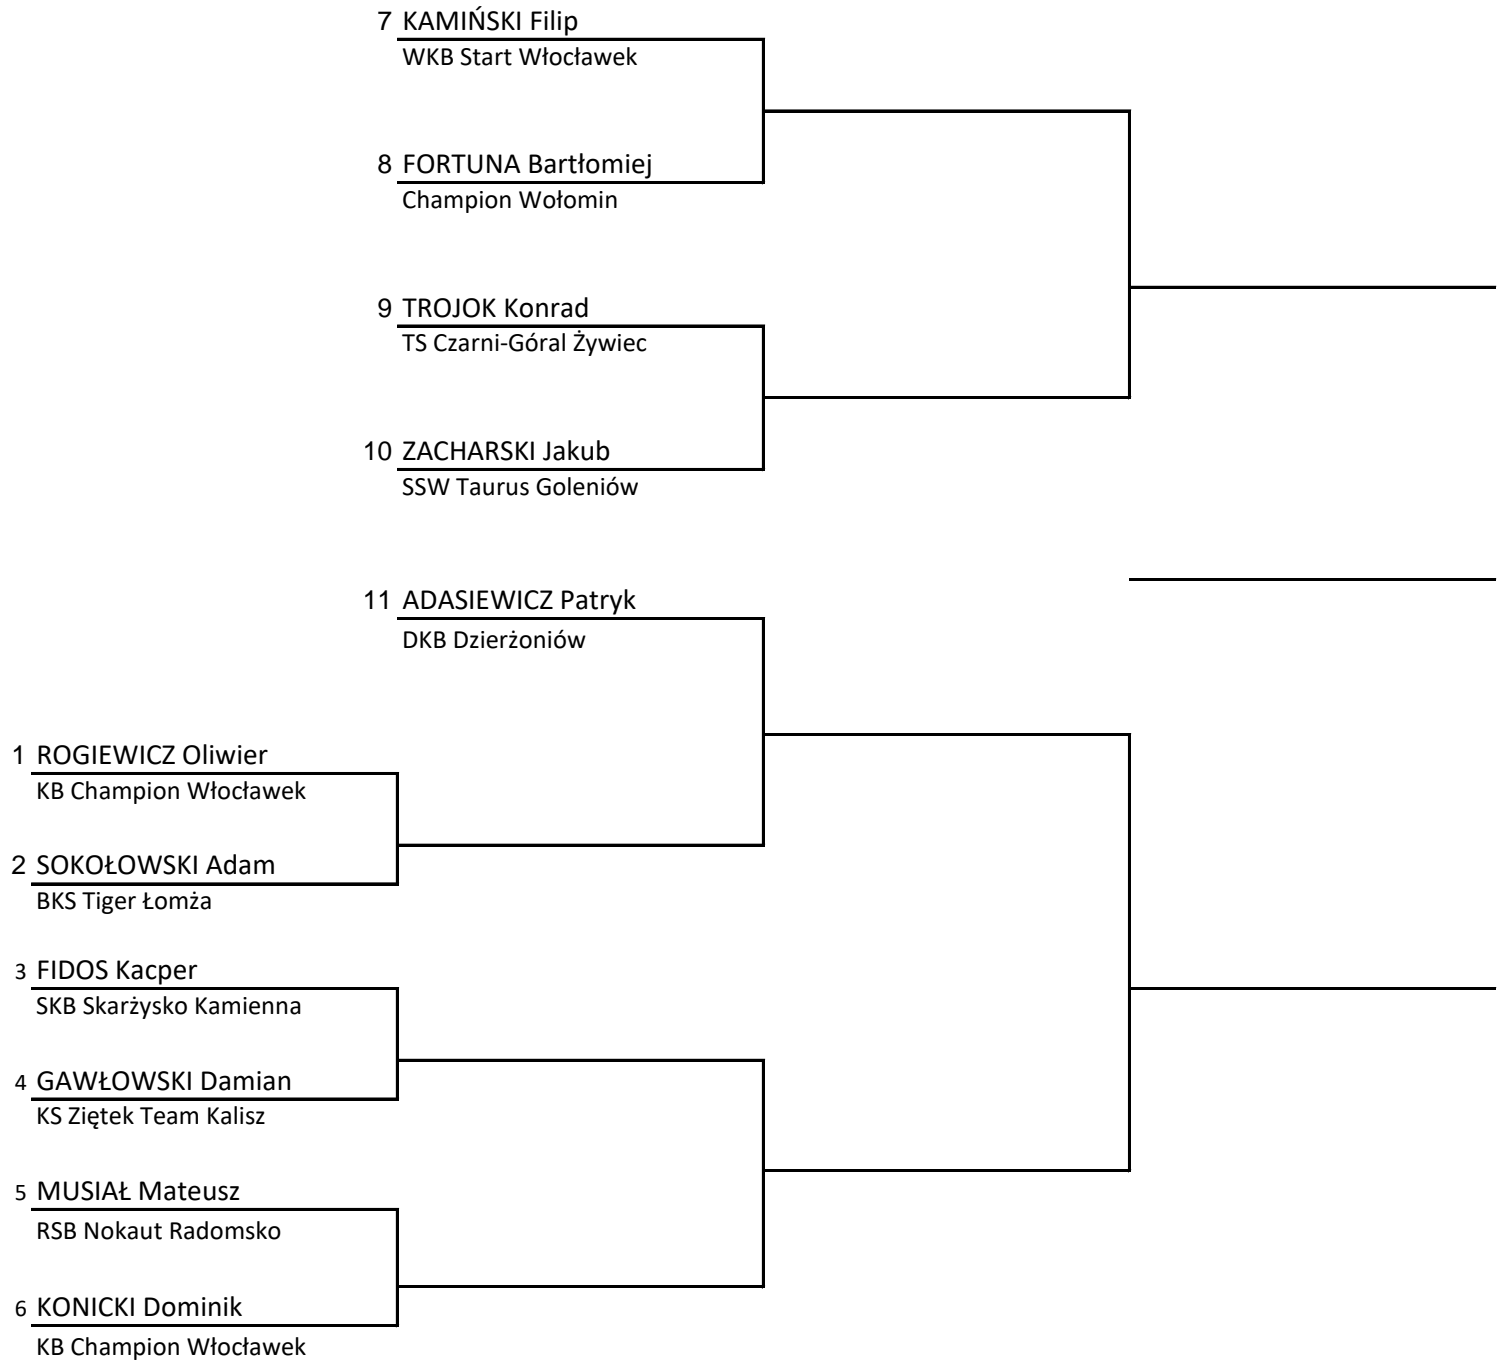 7 KAMIŃSKI Filip
WKB Start Włocławek
8 FORTUNA Bartłomiej
Champion Wołomin
9 TROJOK Konrad
TS Czarni-Góral Żywiec
10 ZACHARSKI Jakub
SSW Taurus Goleniów
11 ADASIEWICZ Patryk
DKB Dzierżoniów
1 ROGIEWICZ Oliwier
KB Champion Włocławek
2 SOKOŁOWSKI Adam
BKS Tiger Łomża
3 FIDOS Kacper
SKB Skarżysko Kamienna
4 GAWŁOWSKI Damian
KS Ziętek Team Kalisz
5 MUSIAŁ Mateusz
RSB Nokaut Radomsko
6 KONICKI Dominik
KB Champion Włocławek